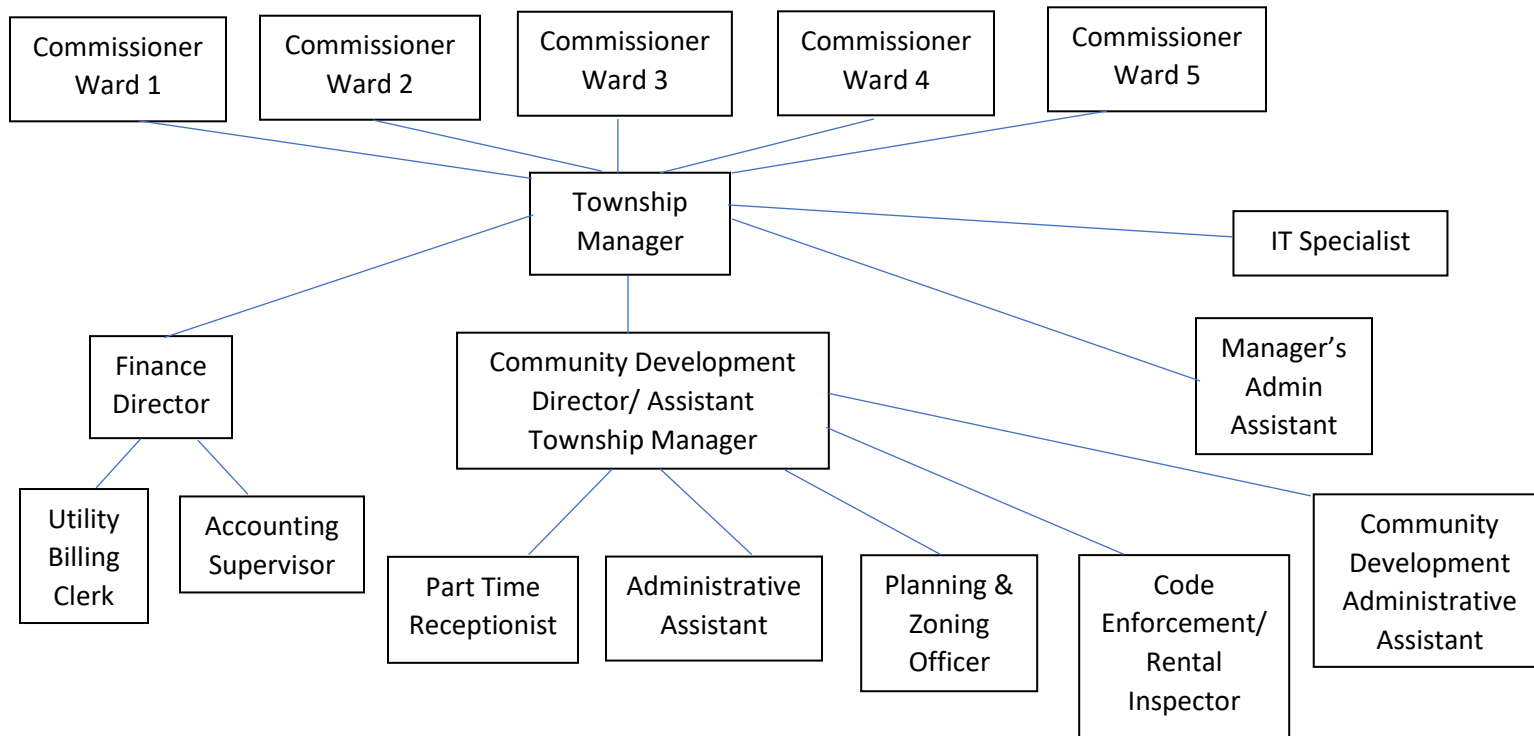 Commissioner
Ward 1
Commissioner
Ward 2
Commissioner
Ward 3
Commissioner
Ward 4
Commissioner
Ward 5
Township
Manager
IT Specialist
Finance
Director
Community Development
Director/ Assistant
Township Manager
Manager’s
Admin
Assistant
Utility
Billing
Clerk
Accounting
Supervisor
Part Time
Receptionist
Administrative
Assistant
Planning &
Zoning
Officer
Code
Enforcement/
Rental
Inspector
Community
Development
Administrative
Assistant